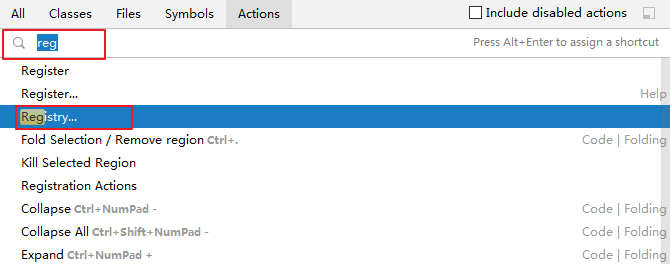 All Classes Files Symbols Actions Include disabled actions
reg Press Alt+Enter to assign a shortcut
Register
Register... Help
Registry...
Fold Selection / Remove region Ctrl+. Code | Folding
Kill Selected Region
Registration Actions
Collapse Ctrl+NumPad - Code | Folding
Collapse All Ctrl+Shift+NumPad - Code | Folding
Expand Ctrl+NumPad + Code | Folding